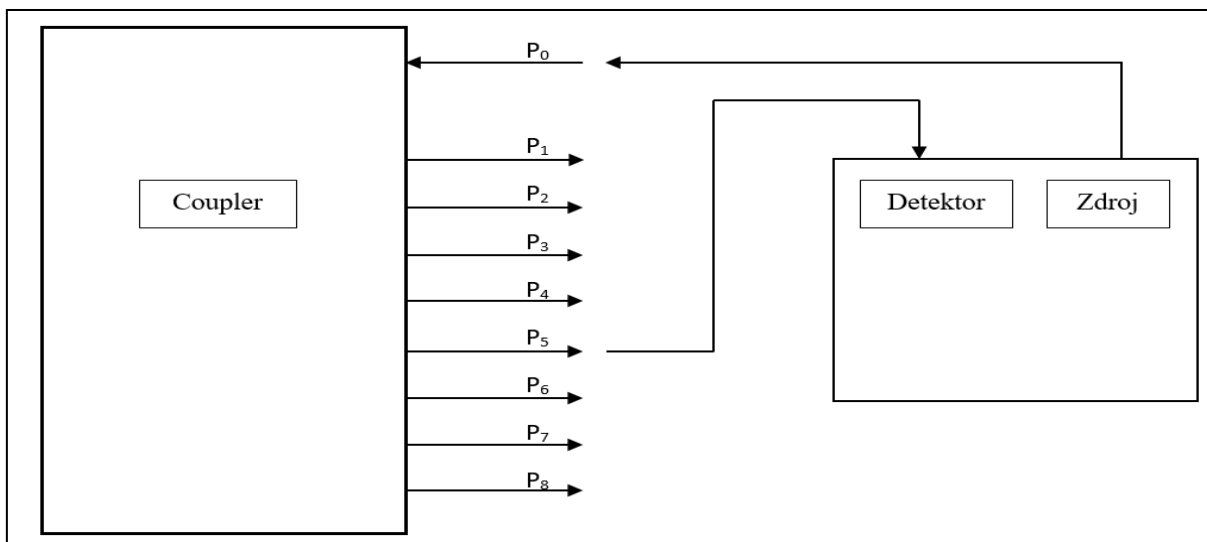 P₀
P₁
Coupler
P₂
Detektor
Zdroj
P₃
P₄
P₅
P₆
P₇
P₈